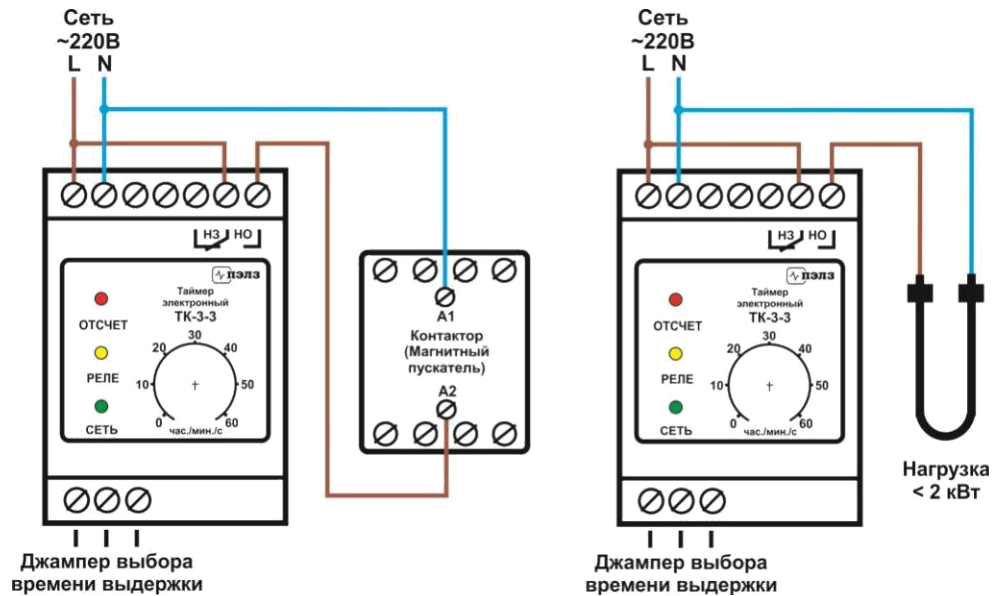 Сеть
~220В
L N
НЗ НО
пэлз
Таймер
электронный
ТК-3-3
ОТСЧЕТ
РЕЛЕ
СЕТЬ
0 10 20 30 40 50 60
час./мин./с
Джампер выбора
времени выдержки
A1
Контактор
(Магнитный
пускатель)
A2
Сеть
~220В
L N
НЗ НО
пэлз
Таймер
электронный
ТК-3-3
ОТСЧЕТ
РЕЛЕ
СЕТЬ
0 10 20 30 40 50 60
час./мин./с
Джампер выбора
времени выдержки
Нагрузка
< 2 кВт